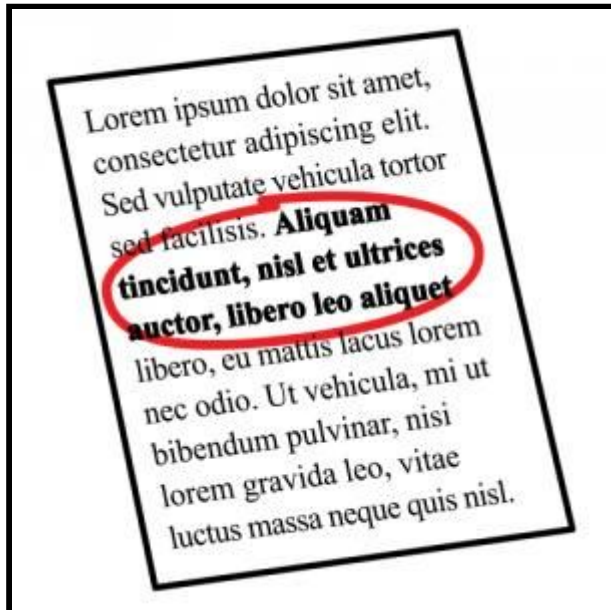 Lorem ipsum dolor sit amet,
consectetur adipiscing elit.
Sed vulputate vehicula tortor
sed facilisis. Aliquam
tincidunt, nisl et ultrices
auctor, libero leo aliquet
libero, eu mattis lacus lorem
nec odio. Ut vehicula, mi ut
bibendum pulvinar, nisi
lorem gravida leo, vitae
luctus massa neque quis nisl.